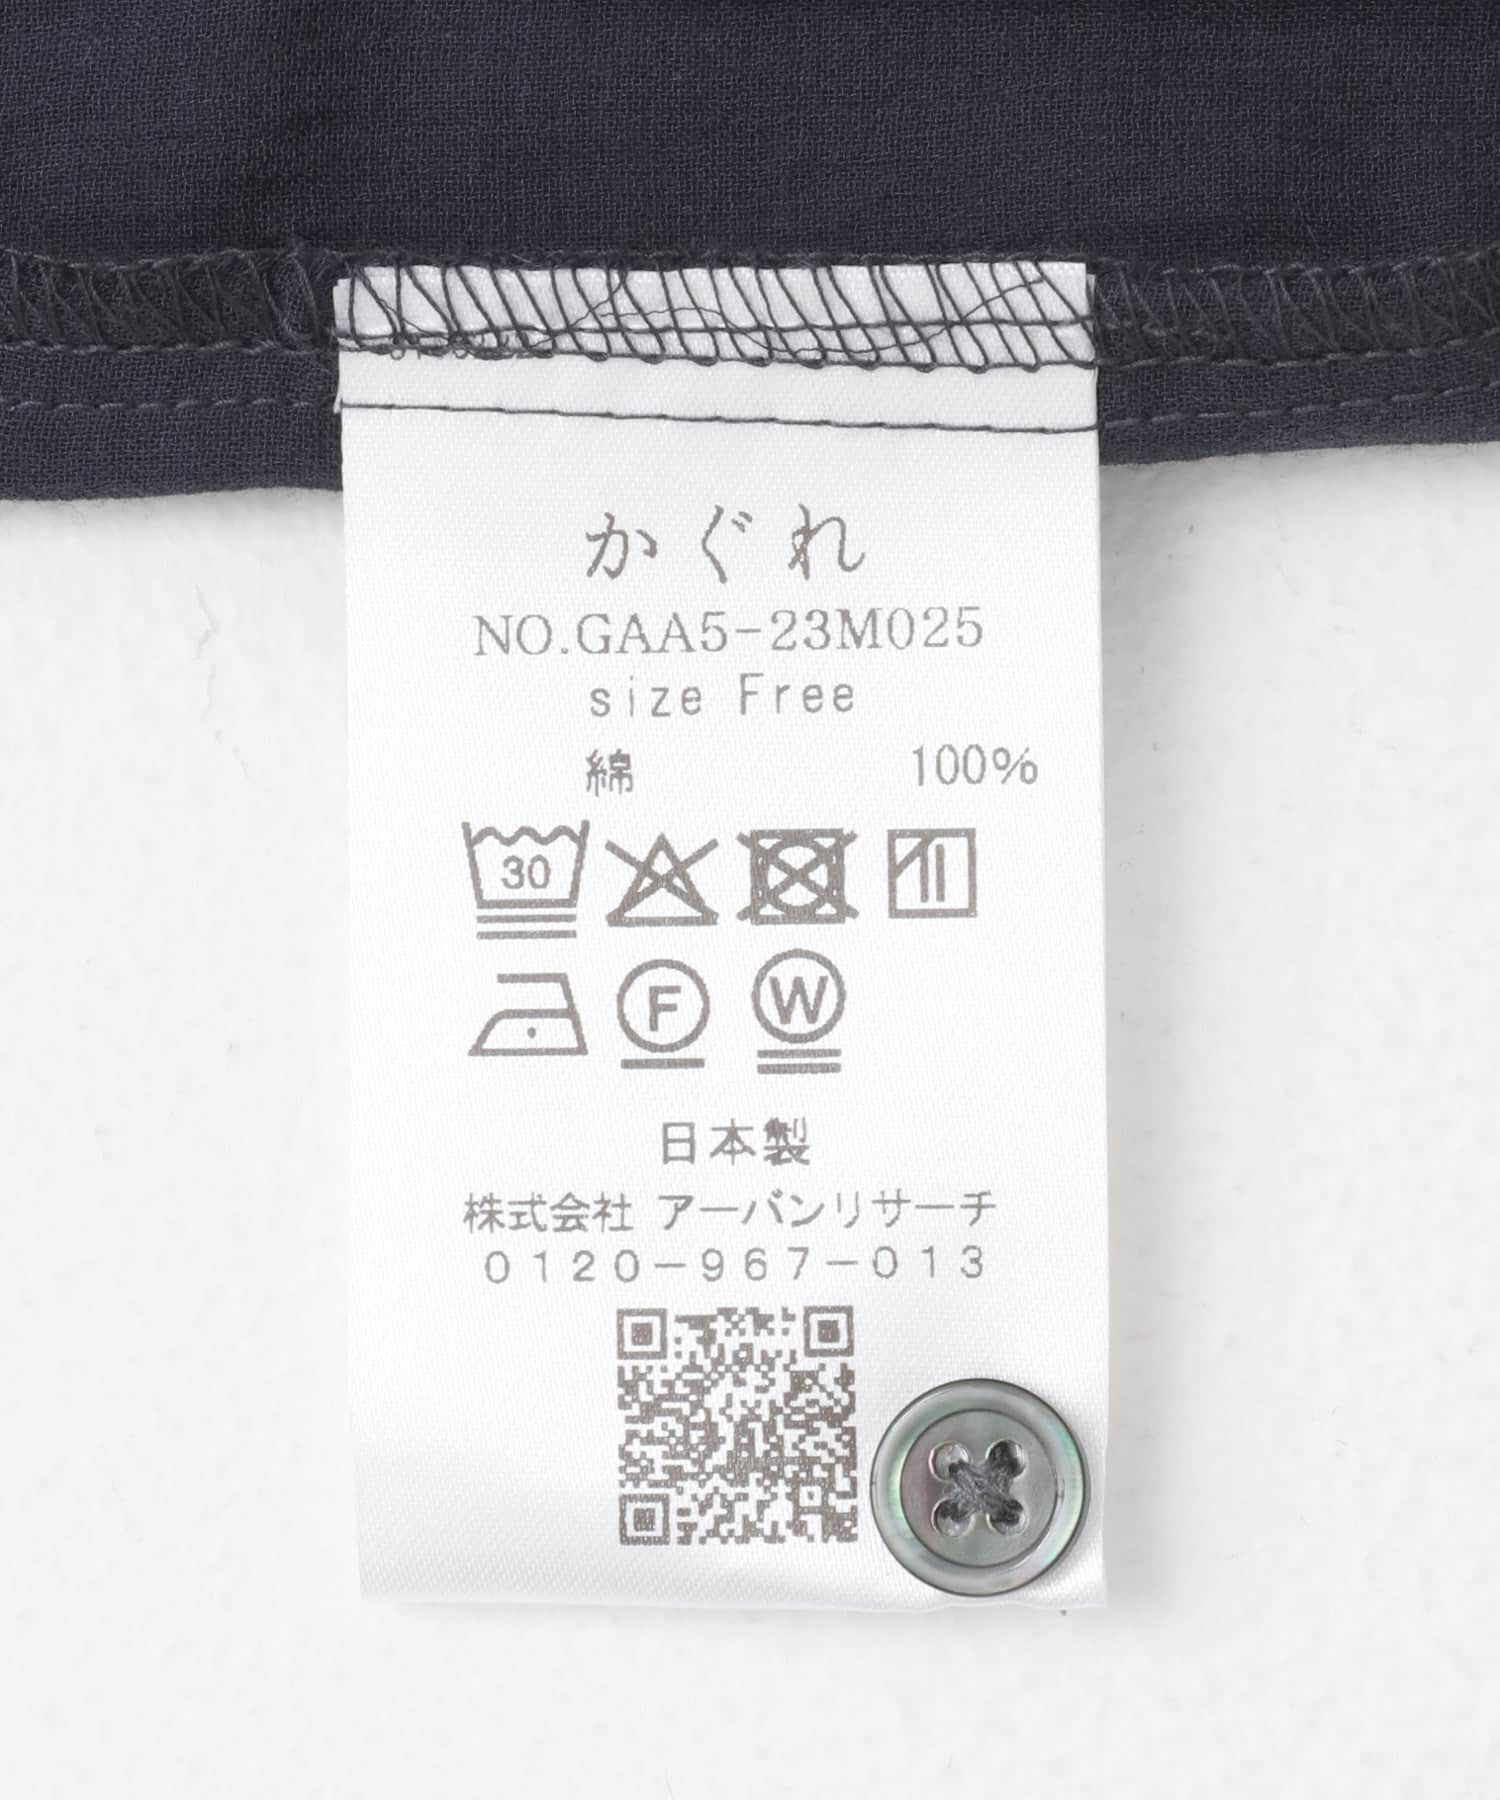 かぐれ
NO.GAA5-23M025
size Free
綿 100%
30
F W
日本製
株式会社 アーバンリサーチ
0120-967-013